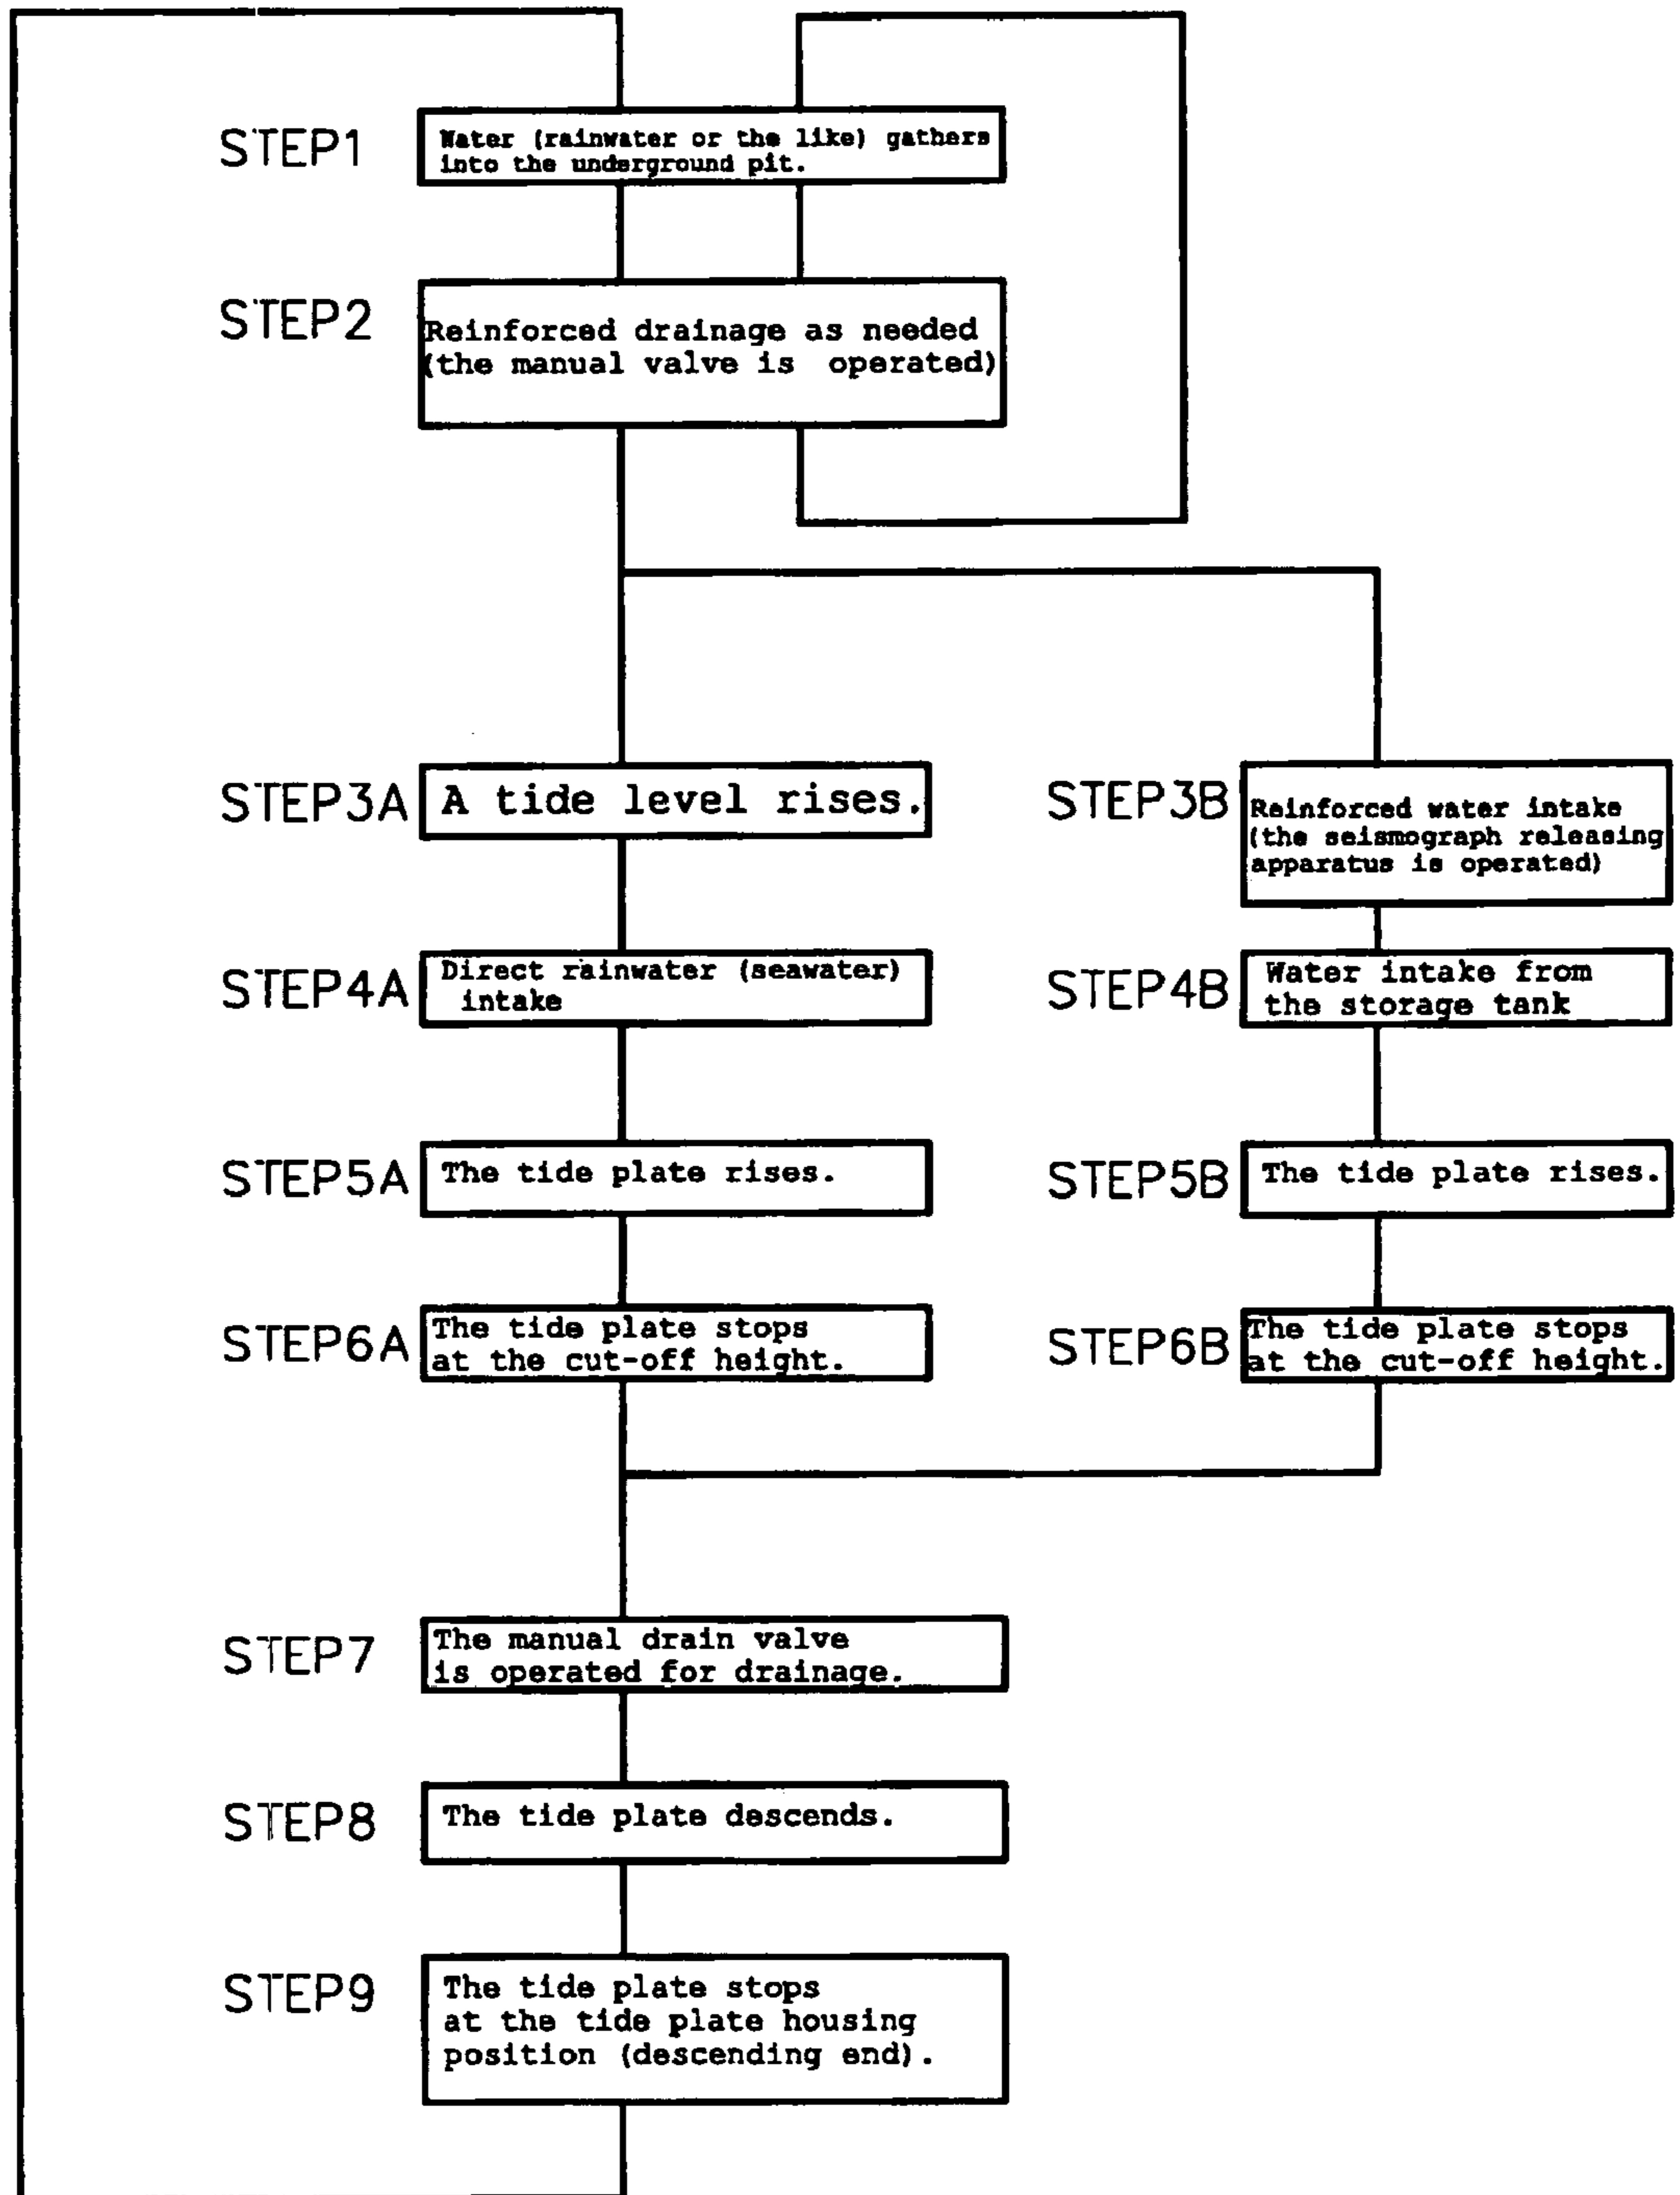 STEP1
Water (rainwater or the like) gathers
into the underground pit.
STEP2
Reinforced drainage as needed
(the manual valve is operated)
STEP3A
A tide level rises.
STEP3B
Reinforced water intake
(the seismograph releasing
apparatus is operated)
STEP4A
Direct rainwater (seawater)
intake
STEP4B
Water intake from
the storage tank
STEP5A
The tide plate rises.
STEP5B
The tide plate rises.
STEP6A
The tide plate stops
at the cut-off height.
STEP6B
The tide plate stops
at the cut-off height.
STEP7
The manual drain valve
is operated for drainage.
STEP8
The tide plate descends.
STEP9
The tide plate stops
at the tide plate housing
position (descending end).